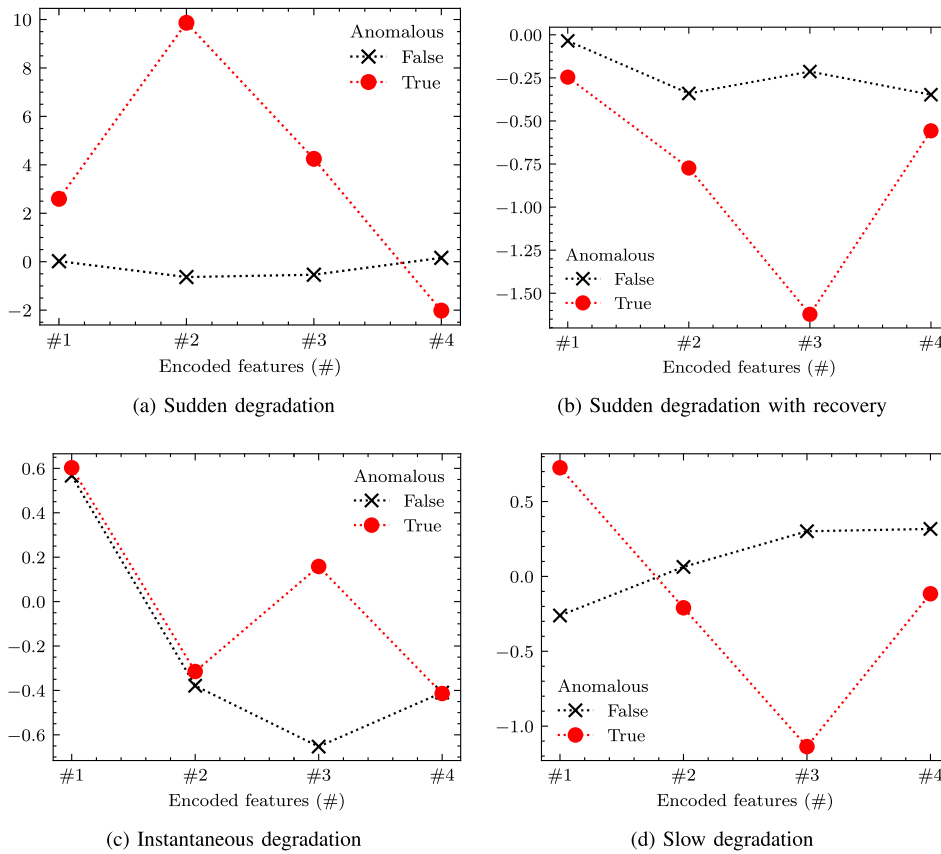 10
8
6
4
2
0
−2
Anomalous
False
True
#1 #2 #3 #4
Encoded features (#)
(a) Sudden degradation
0.00
−0.25
−0.50
−0.75
−1.00
−1.25
−1.50
Anomalous
False
True
#1 #2 #3 #4
Encoded features (#)
(b) Sudden degradation with recovery
0.6
0.4
0.2
0.0
−0.2
−0.4
−0.6
Anomalous
False
True
#1 #2 #3 #4
Encoded features (#)
(c) Instantaneous degradation
0.5
0.0
−0.5
−1.0
Anomalous
False
True
#1 #2 #3 #4
Encoded features (#)
(d) Slow degradation